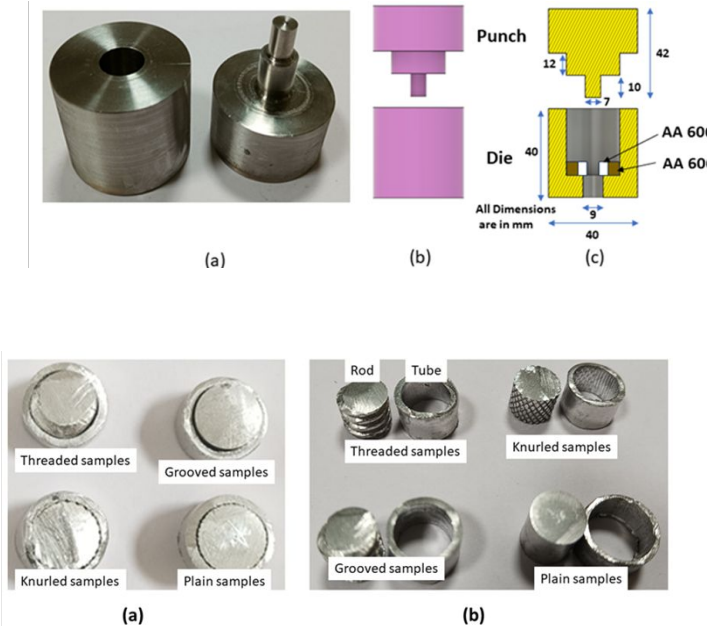 Punch
12
42
10
7
40
Die
AA 600
AA 600
All Dimensions
are in mm
9
40
(a)
(b)
(c)
Rod
Tube
Threaded samples
Grooved samples
Knurled samples
Plain samples
(a)
Threaded samples
Knurled samples
Grooved samples
Plain samples
(b)